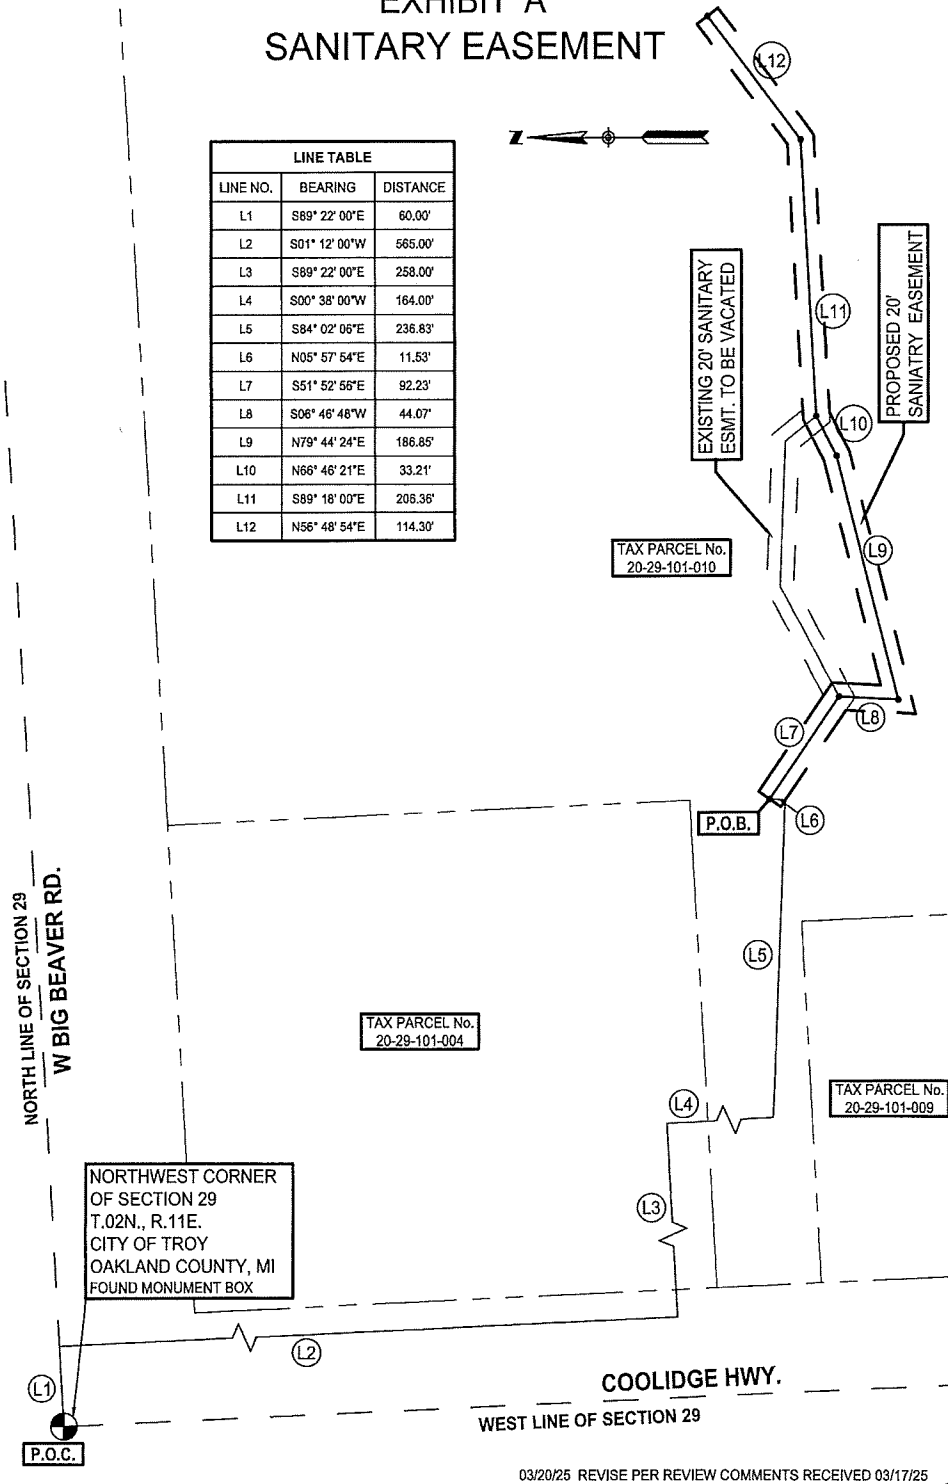 EXHIBIT "A"
SANITARY EASEMENT
L12
Z
LINE TABLE
LINE NO. BEARING DISTANCE
L1 S89° 22' 00"E 60.00'
L2 S01° 12' 00"W 565.00'
L3 S89° 22' 00"E 258.00'
L4 S00° 38' 00"W 164.00'
L5 S84° 02' 06"E 236.83'
L6 N05° 57' 54"E 11.53'
L7 S51° 52' 56"E 92.23'
L8 S06° 46' 48"W 44.07'
L9 N79° 44' 24"E 186.85'
L10 N66° 46' 21"E 33.21'
L11 S89° 18' 00"E 206.36'
L12 N56° 48' 54"E 114.30'
EXISTING 20' SANITARY
ESMT. TO BE VACATED
PROPOSED 20'
SANIATRY EASEMENT
L11
L10
L9
TAX PARCEL No.
20-29-101-010
L8
L7
P.O.B.
L6
NORTH LINE OF SECTION 29
W BIG BEAVER RD.
L5
TAX PARCEL No.
20-29-101-004
TAX PARCEL No.
20-29-101-009
L4
L3
NORTHWEST CORNER
OF SECTION 29
T.02N., R.11E.
CITY OF TROY
OAKLAND COUNTY, MI
FOUND MONUMENT BOX
L2
L1
COOLIDGE HWY.
WEST LINE OF SECTION 29
P.O.C.
03/20/25 REVISE PER REVIEW COMMENTS RECEIVED 03/17/25